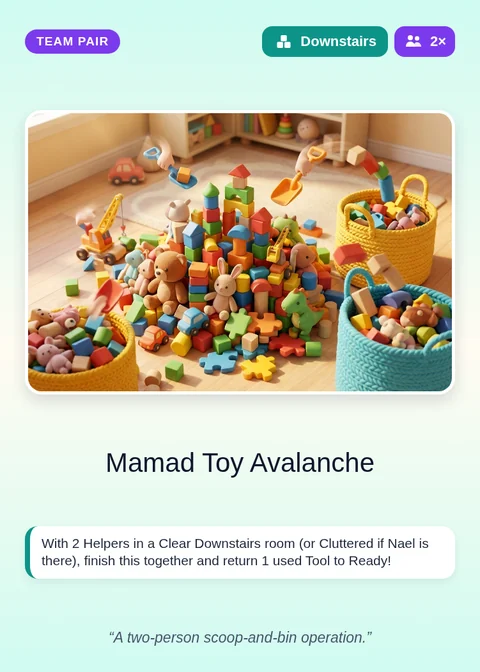 TEAM PAIR
Downstairs
2×
Mamad Toy Avalanche
With 2 Helpers in a Clear Downstairs room (or Cluttered if Nael is
there), finish this together and return 1 used Tool to Ready!
“A two-person scoop-and-bin operation.”